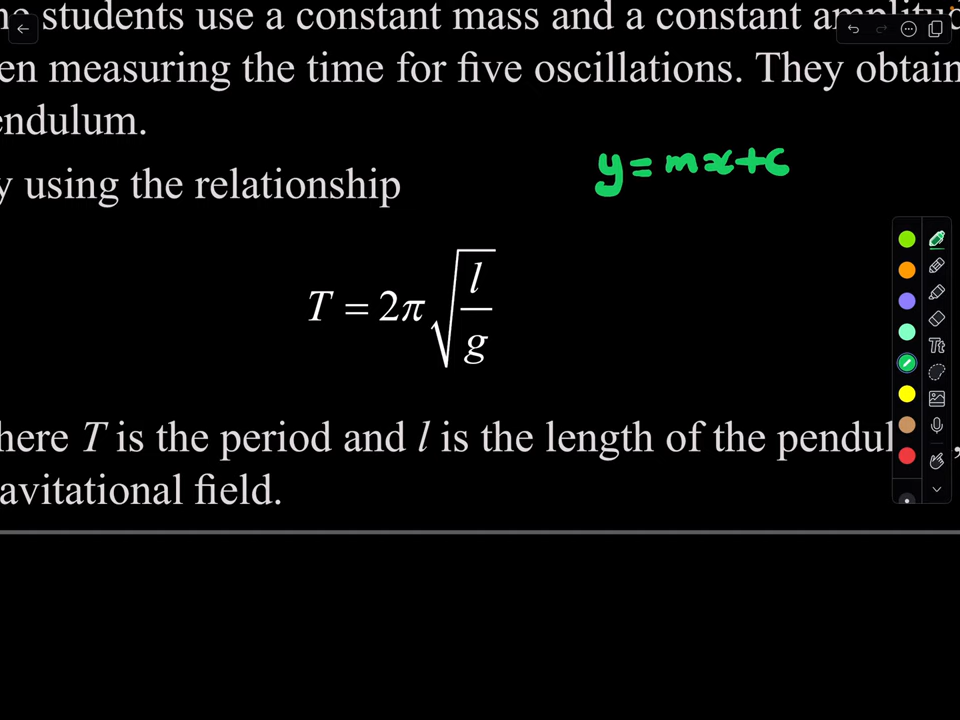 students use a constant mass and a constant
en measuring the time for five oscillations. They obtain
endulum.
y using the relationship
y = mx + c
T = 2π√(l/g)
here T is the period and l is the length of the pendul
avitational field.
Tt